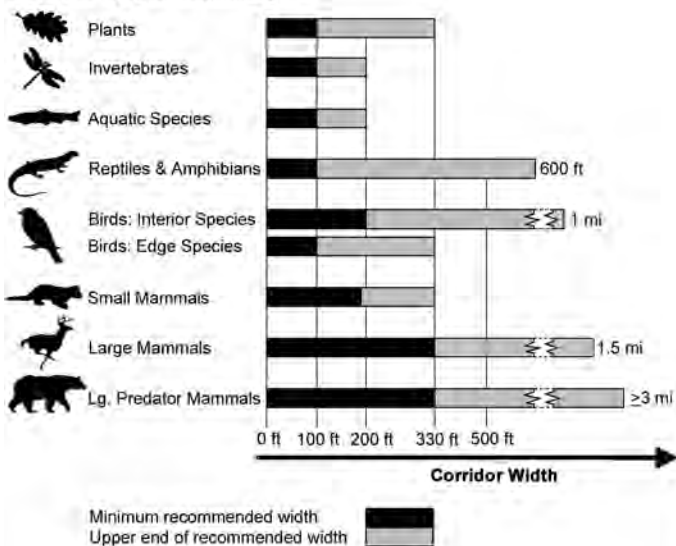 Plants
Invertebrates
Aquatic Species
Reptiles & Amphibians 600 ft
Birds: Interior Species 1 mi
Birds: Edge Species
Small Mammals
Large Mammals 1.5 mi
Lg. Predator Mammals ≥3 mi
0 ft 100 ft 200 ft 330 ft 500 ft
Corridor Width
Minimum recommended width
Upper end of recommended width